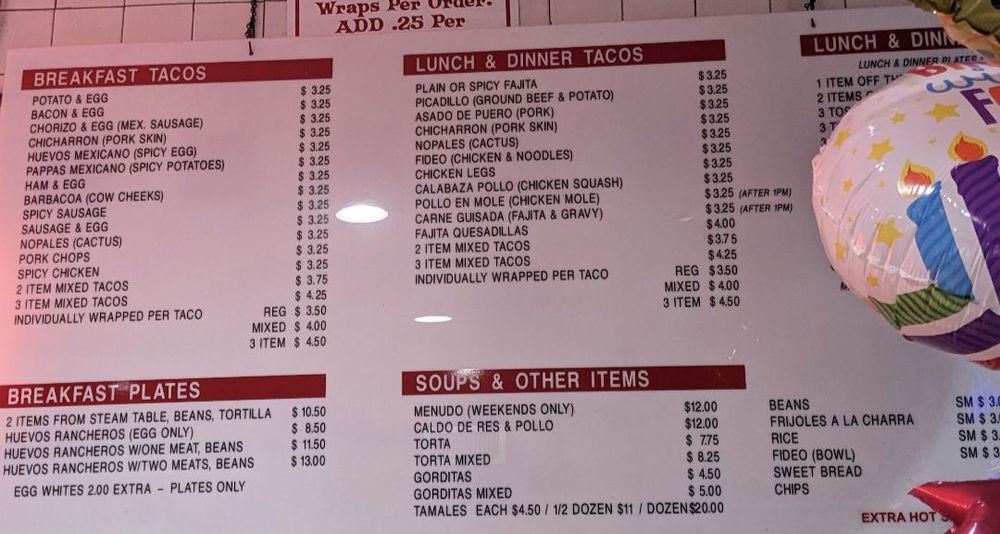 Wraps Per Order.
ADD .25 Per
BREAKFAST TACOS
POTATO & EGG $ 3.25
BACON & EGG $ 3.25
CHORIZO & EGG (MEX. SAUSAGE) $ 3.25
CHICHARRON (PORK SKIN) $ 3.25
HUEVOS MEXICANO (SPICY EGG) $ 3.25
PAPPAS MEXICANO (SPICY POTATOES) $ 3.25
HAM & EGG $ 3.25
BARBACOA (COW CHEEKS) $ 3.25
SPICY SAUSAGE $ 3.25
SAUSAGE & EGG $ 3.25
NOPALES (CACTUS) $ 3.25
PORK CHOPS $ 3.25
SPICY CHICKEN $ 3.25
2 ITEM MIXED TACOS $ 3.75
3 ITEM MIXED TACOS $ 4.25
INDIVIDUALLY WRAPPED PER TACO REG $ 3.50
MIXED $ 4.00
3 ITEM $ 4.50
BREAKFAST PLATES
2 ITEMS FROM STEAM TABLE, BEANS, TORTILLA $ 10.50
HUEVOS RANCHEROS (EGG ONLY) $ 8.50
HUEVOS RANCHEROS W/ONE MEAT, BEANS $ 11.50
HUEVOS RANCHEROS W/TWO MEATS, BEANS $ 13.00
EGG WHITES 2.00 EXTRA – PLATES ONLY
LUNCH & DINNER TACOS
PLAIN OR SPICY FAJITA $ 3.25
PICADILLO (GROUND BEEF & POTATO) $ 3.25
ASADO DE PUERO (PORK) $ 3.25
CHICHARRON (PORK SKIN) $ 3.25
NOPALES (CACTUS) $ 3.25
FIDEO (CHICKEN & NOODLES) $ 3.25
CHICKEN LEGS $ 3.25
CALABAZA POLLO (CHICKEN SQUASH) $ 3.25
POLLO EN MOLE (CHICKEN MOLE) $ 3.25 (AFTER 1PM)
CARNE GUISADA (FAJITA & GRAVY) $ 3.25 (AFTER 1PM)
FAJITA QUESADILLAS $ 4.00
2 ITEM MIXED TACOS $ 3.75
3 ITEM MIXED TACOS $ 4.25
INDIVIDUALLY WRAPPED PER TACO REG $ 3.50
MIXED $ 4.00
3 ITEM $ 4.50
SOUPS & OTHER ITEMS
MENUDO (WEEKENDS ONLY) $12.00
CALDO DE RES & POLLO $12.00
TORTA $ 7.75
TORTA MIXED $ 8.25
GORDITAS $ 4.50
GORDITAS MIXED $ 5.00
TAMALES EACH $4.50 / 1/2 DOZEN $11 / DOZEN $20.00
BEANS SM $ 3.
FRIJOLES A LA CHARRA SM $ 3.
RICE SM $ 3.
FIDEO (BOWL) SM $ 3
SWEET BREAD
CHIPS
EXTRA HOT
LUNCH & DINN
LUNCH & DINNER PLATES
1 ITEM OFF TH
2 ITEMS
3 TOS
3 T